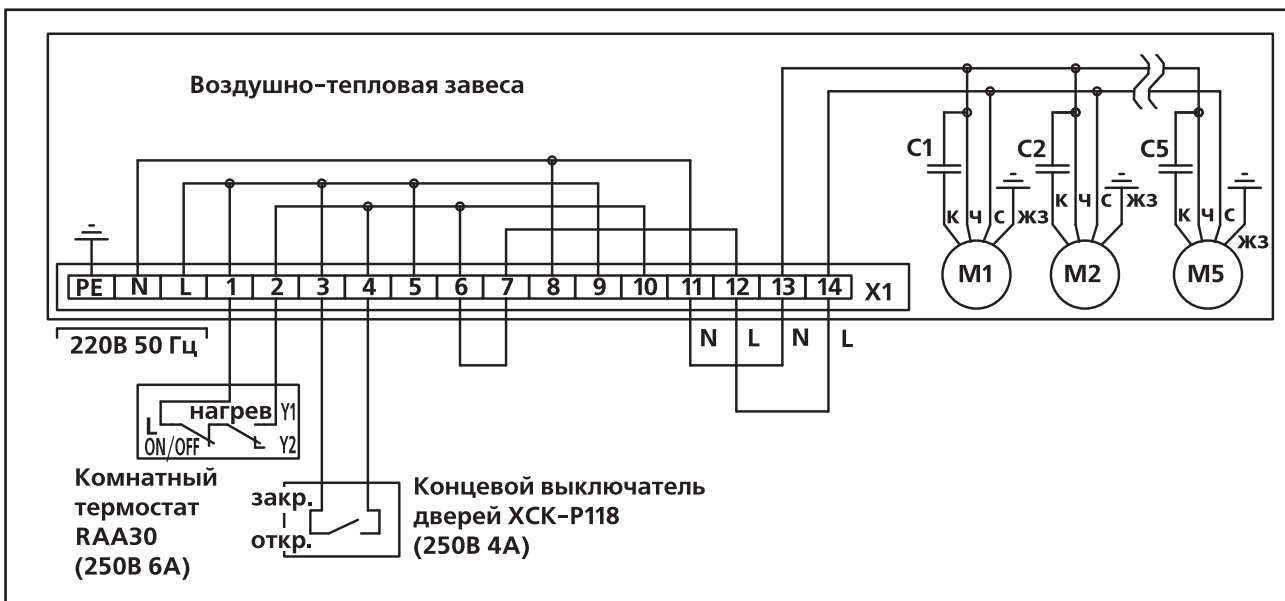 Воздушно-тепловая завеса
C1
C2
C5
К Ч С ЖЗ
К Ч С ЖЗ
К Ч С ЖЗ
M1
M2
M5
PE N L 1 2 3 4 5 6 7 8 9 10 11 12 13 14 X1
220В 50 Гц
N L N L
нагрев Y1
L
ON/OFF Y2
Комнатный
термостат
RAA30
(250В 6А)
закр.
откр.
Концевой выключатель
дверей XCK-P118
(250В 4А)